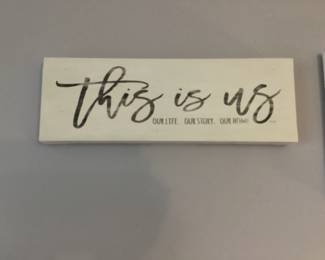 this is us
OUR LIFE. OUR STORY. OUR HOME.